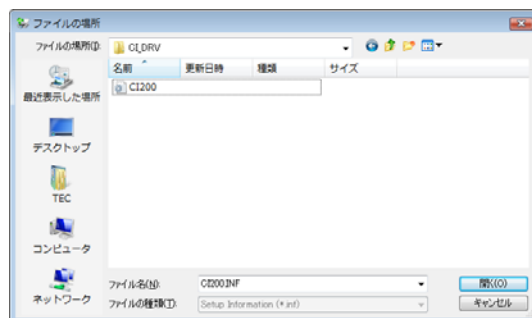 ファイルの場所
ファイルの場所(I):
CI_DRV
名前 更新日時 種類 サイズ
CI200
最近表示した場所
デスクトップ
TEC
コンピュータ
ネットワーク
ファイル名(N): CI200.INF 開く(O)
ファイルの種類(T): Setup Information (*.inf) キャンセル